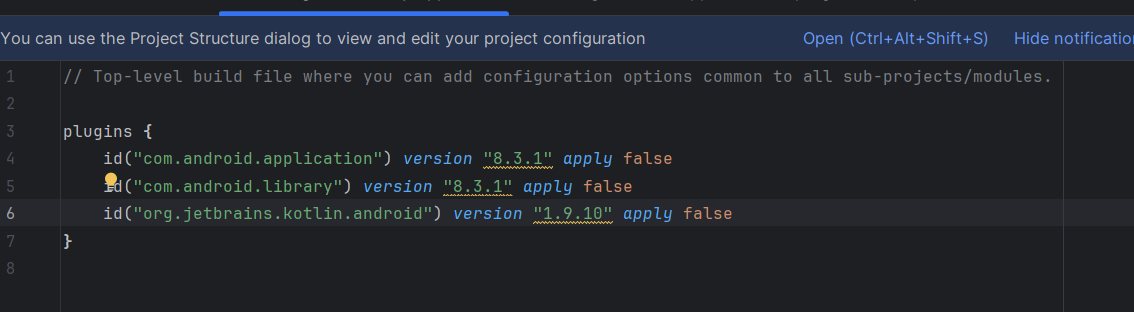 You can use the Project Structure dialog to view and edit your project configuration Open (Ctrl+Alt+Shift+S) Hide notification
1 // Top-level build file where you can add configuration options common to all sub-projects/modules.
2
3 plugins {
4 id("com.android.application") version "8.3.1" apply false
5 id("com.android.library") version "8.3.1" apply false
6 id("org.jetbrains.kotlin.android") version "1.9.10" apply false
7 }
8